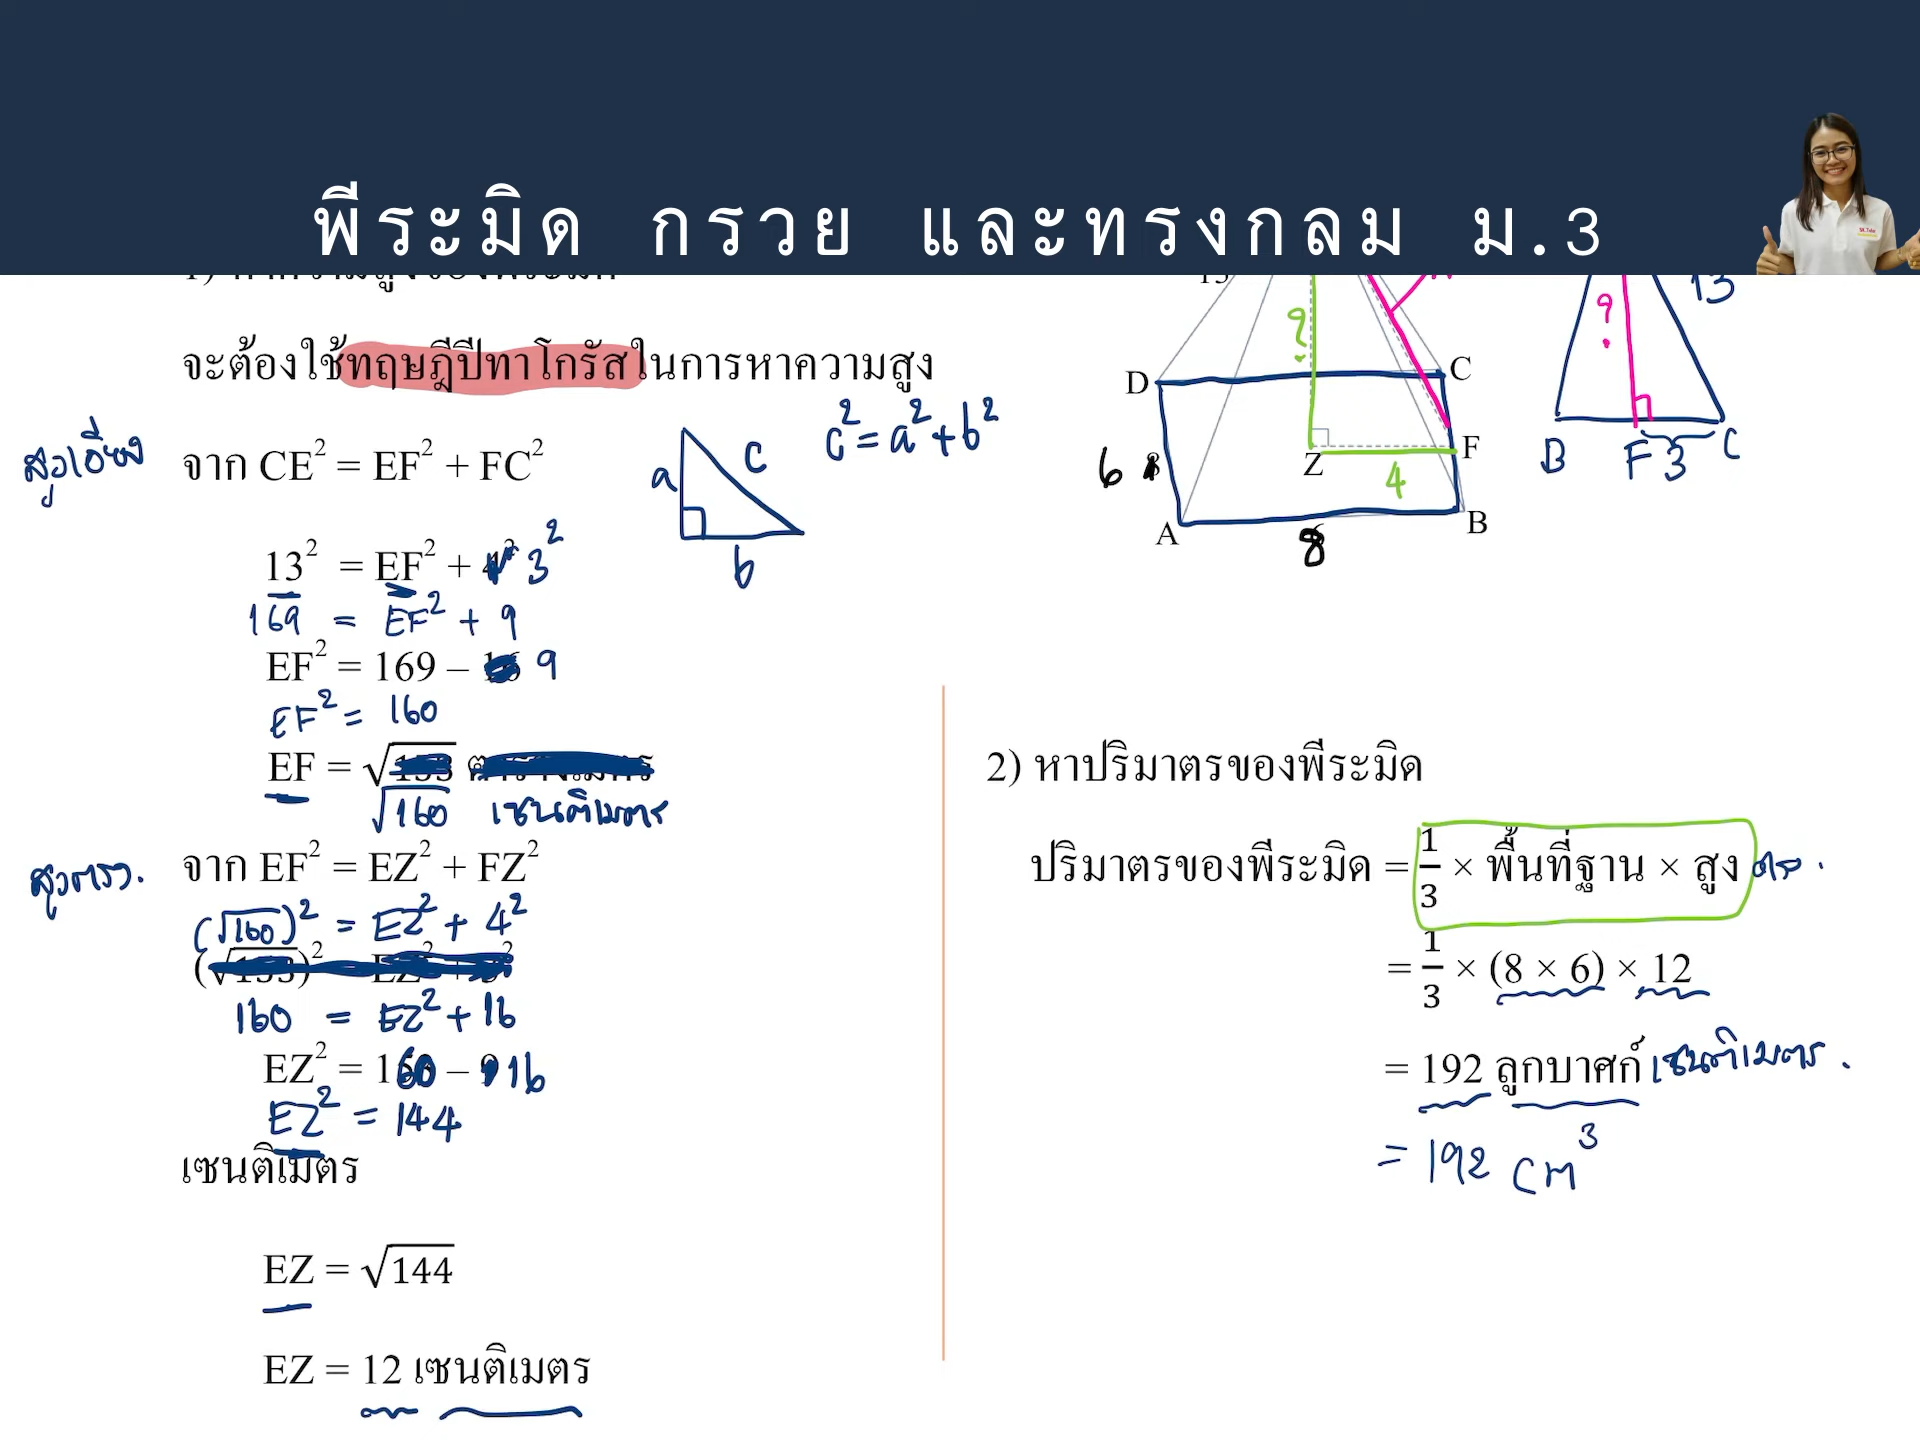 พีระมิด กรวย และทรงกลม ม.3
จะต้องใช้ทฤษฎีปีทาโกรัสในการหาความสูง
สูงเอียง
จาก CE² = EF² + FC²
a
c
b
c² = a² + b²
13² = EF² + 3²
169 = EF² + 9
EF² = 169 – 9
EF² = 160
EF = √
√160 เซนติเมตร
สูงตรง.
จาก EF² = EZ² + FZ²
(√160)² = EZ² + 4²
160 = EZ² + 16
EZ² = 160 – 16
EZ² = 144
เซนติเมตร
EZ = √144
EZ = 12 เซนติเมตร
?
D
C
F
Z
4
6
A
8
B
?
13
B
F
3
C
2) หาปริมาตรของพีระมิด
ปริมาตรของพีระมิด = 1/3 × พื้นที่ฐาน × สูง
= 1/3 × (8 × 6) × 12
= 192 ลูกบาศก์เซนติเมตร.
= 192 cm³